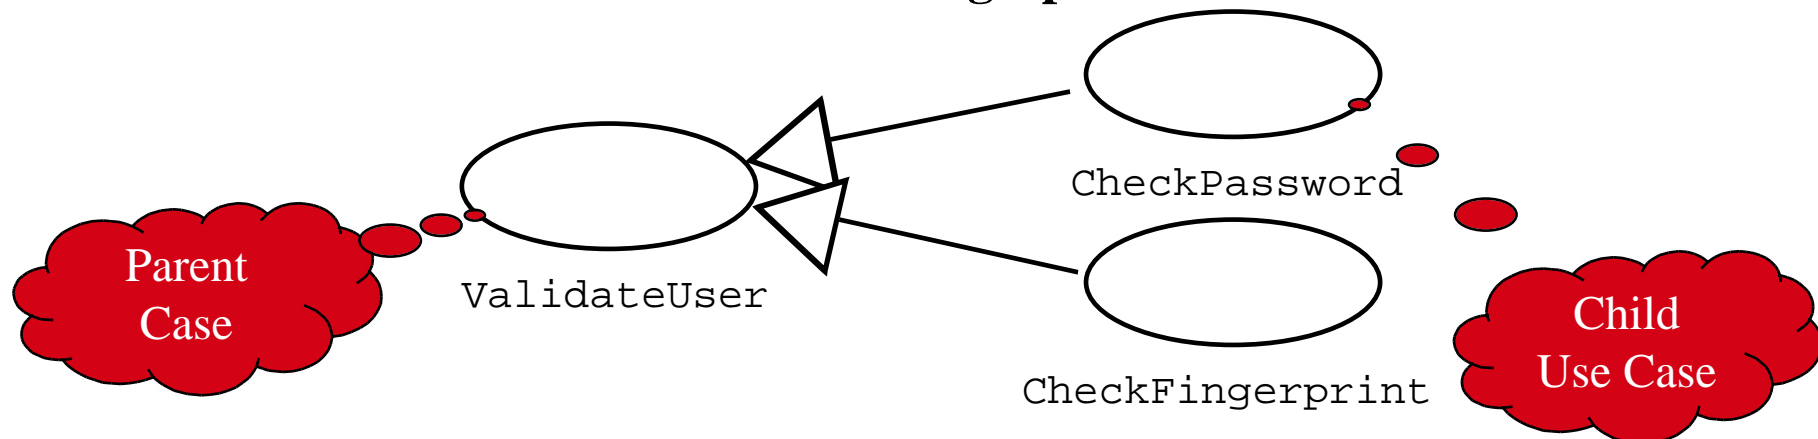 CheckPassword
Parent
Case
ValidateUser
Child
Use Case
CheckFingerprint